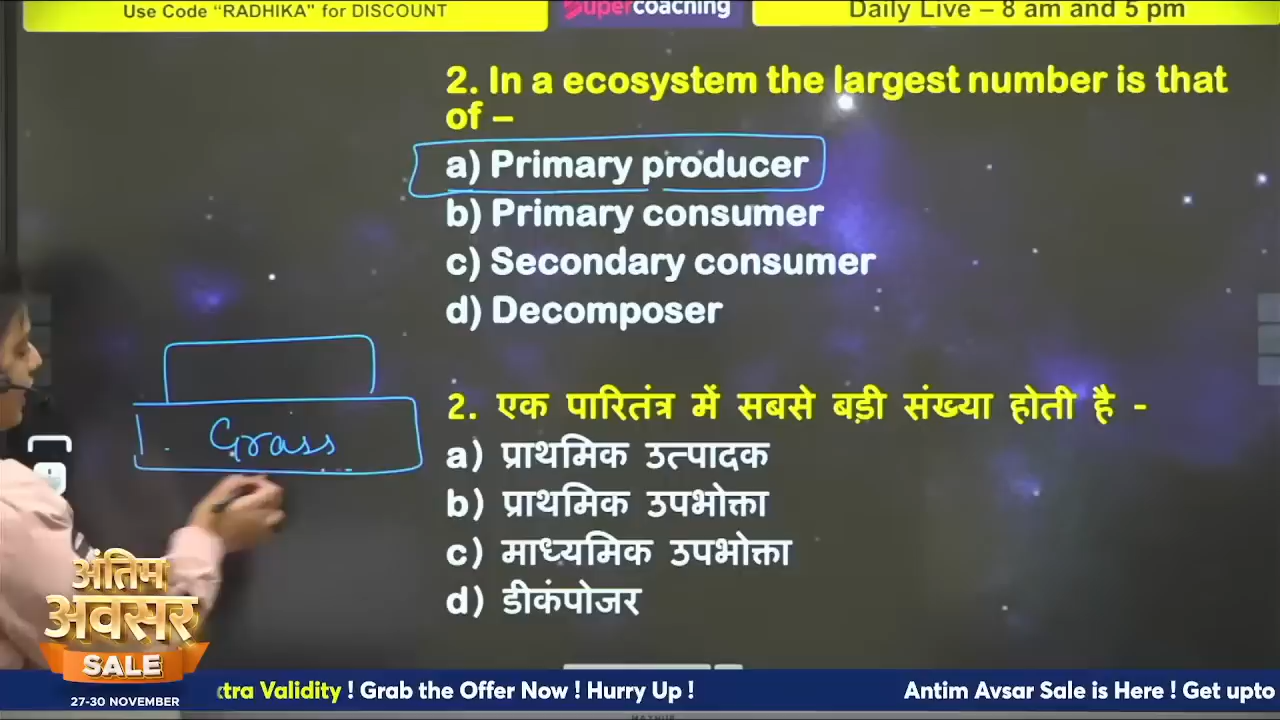 Use Code “RADHIKA” for DISCOUNT
Supercoaching
Daily Live – 8 am and 5 pm
2. In a ecosystem the largest number is that
of –
a) Primary producer
b) Primary consumer
c) Secondary consumer
d) Decomposer
Grass
2. एक पारितंत्र में सबसे बड़ी संख्या होती है -
a) प्राथमिक उत्पादक
b) प्राथमिक उपभोक्ता
c) माध्यमिक उपभोक्ता
d) डीकंपोजर
अंतिम
अवसर
SALE
27-30 NOVEMBER
tra Validity ! Grab the Offer Now ! Hurry Up !
Antim Avsar Sale is Here ! Get upto